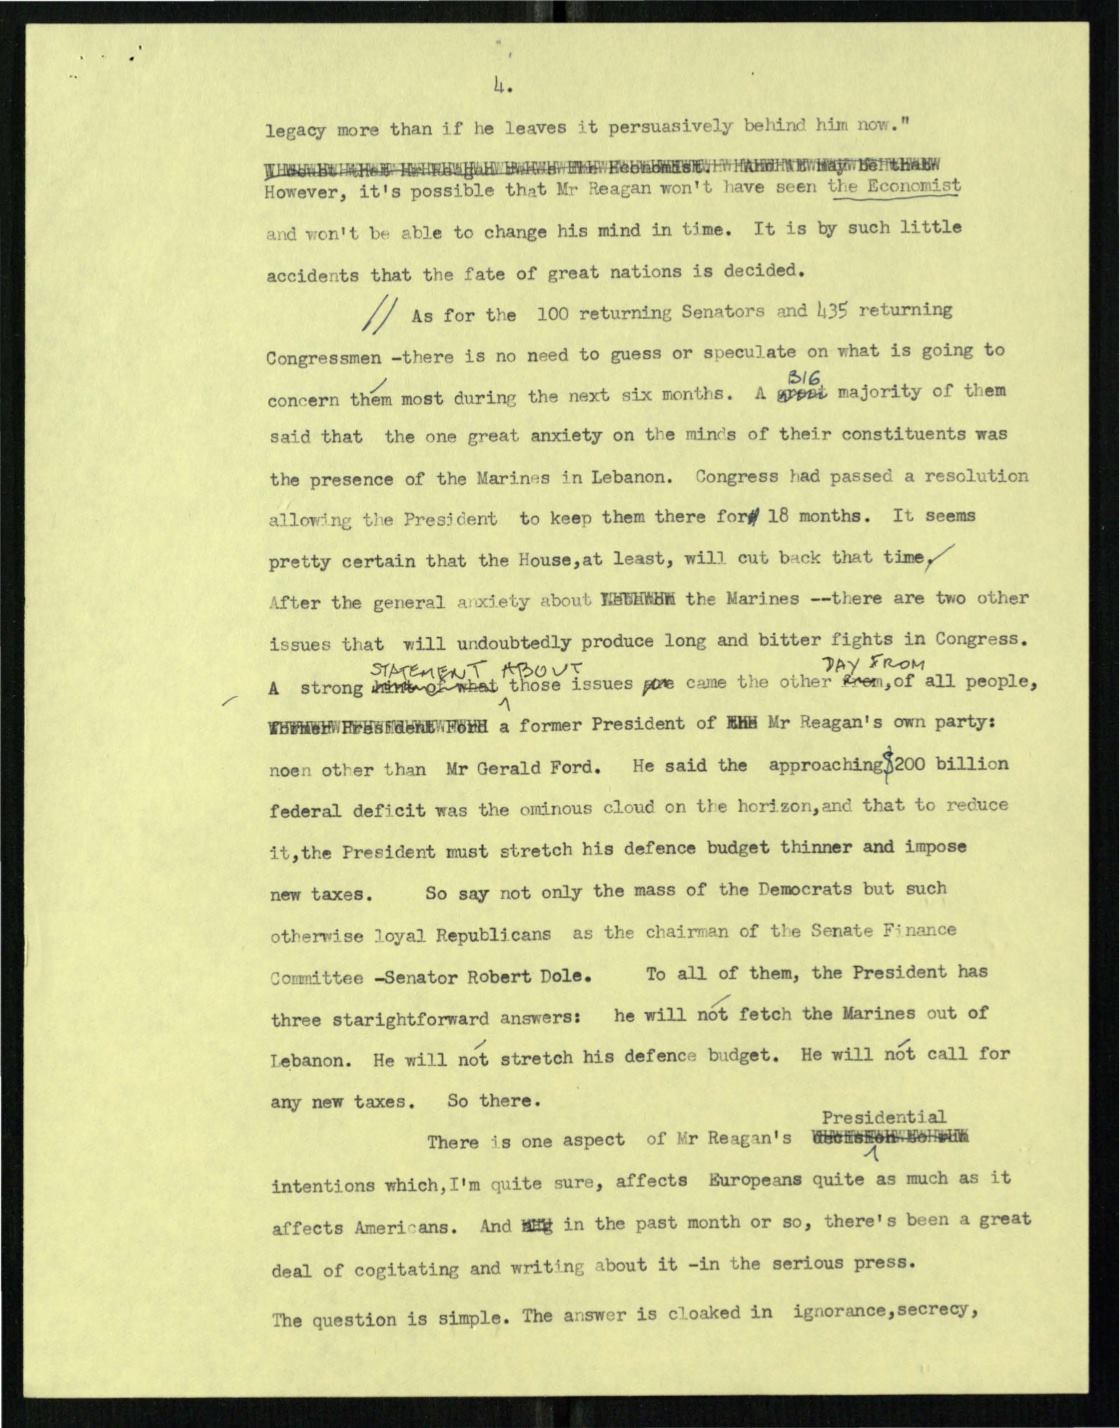 4.
legacy more than if he leaves it persuasively behind him now."
However, it's possible that Mr Reagan won't have seen the Economist
and won't be able to change his mind in time. It is by such little
accidents that the fate of great nations is decided.
// As for the 100 returning Senators and 435 returning
Congressmen -there is no need to guess or speculate on what is going to
concern them most during the next six months. A great BIG majority of them
said that the one great anxiety on the minds of their constituents was
the presence of the Marines in Lebanon. Congress had passed a resolution
allowing the President to keep them there for 18 months. It seems
pretty certain that the House,at least, will cut back that time.
After the general anxiety about Lebanon the Marines --there are two other
issues that will undoubtedly produce long and bitter fights in Congress.
STATEMENT ABOUT DAY FROM
A strong hint of what those issues are came the other from,of all people,
former President Ford a former President of Mr Reagan's own party:
noen other than Mr Gerald Ford. He said the approaching $200 billion
federal deficit was the ominous cloud on the horizon,and that to reduce
it,the President must stretch his defence budget thinner and impose
new taxes. So say not only the mass of the Democrats but such
otherwise loyal Republicans as the chairman of the Senate Finance
Committee -Senator Robert Dole. To all of them, the President has
three starightforward answers: he will not fetch the Marines out of
Lebanon. He will not stretch his defence budget. He will not call for
any new taxes. So there.
Presidential
There is one aspect of Mr Reagan's decision to run
intentions which,I'm quite sure, affects Europeans quite as much as it
affects Americans. And in the past month or so, there's been a great
deal of cogitating and writing about it -in the serious press.
The question is simple. The answer is cloaked in ignorance,secrecy,